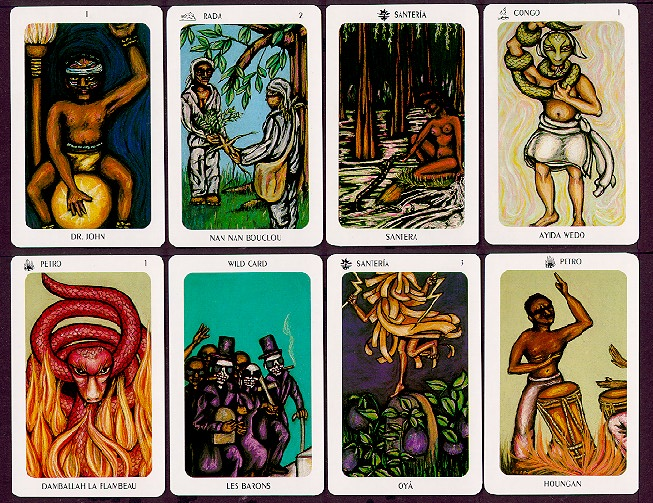 1
DR. JOHN
RADA 2
NAN NAN BOUCLOU
SANTERÍA
SANTERA
CONGO 1
AYIDA WEDO
PETRO 1
DAMBALLAH LA FLAMBEAU
WILD CARD
LES BARONS
SANTERÍA
OYÁ
PETRO
HOUNGAN